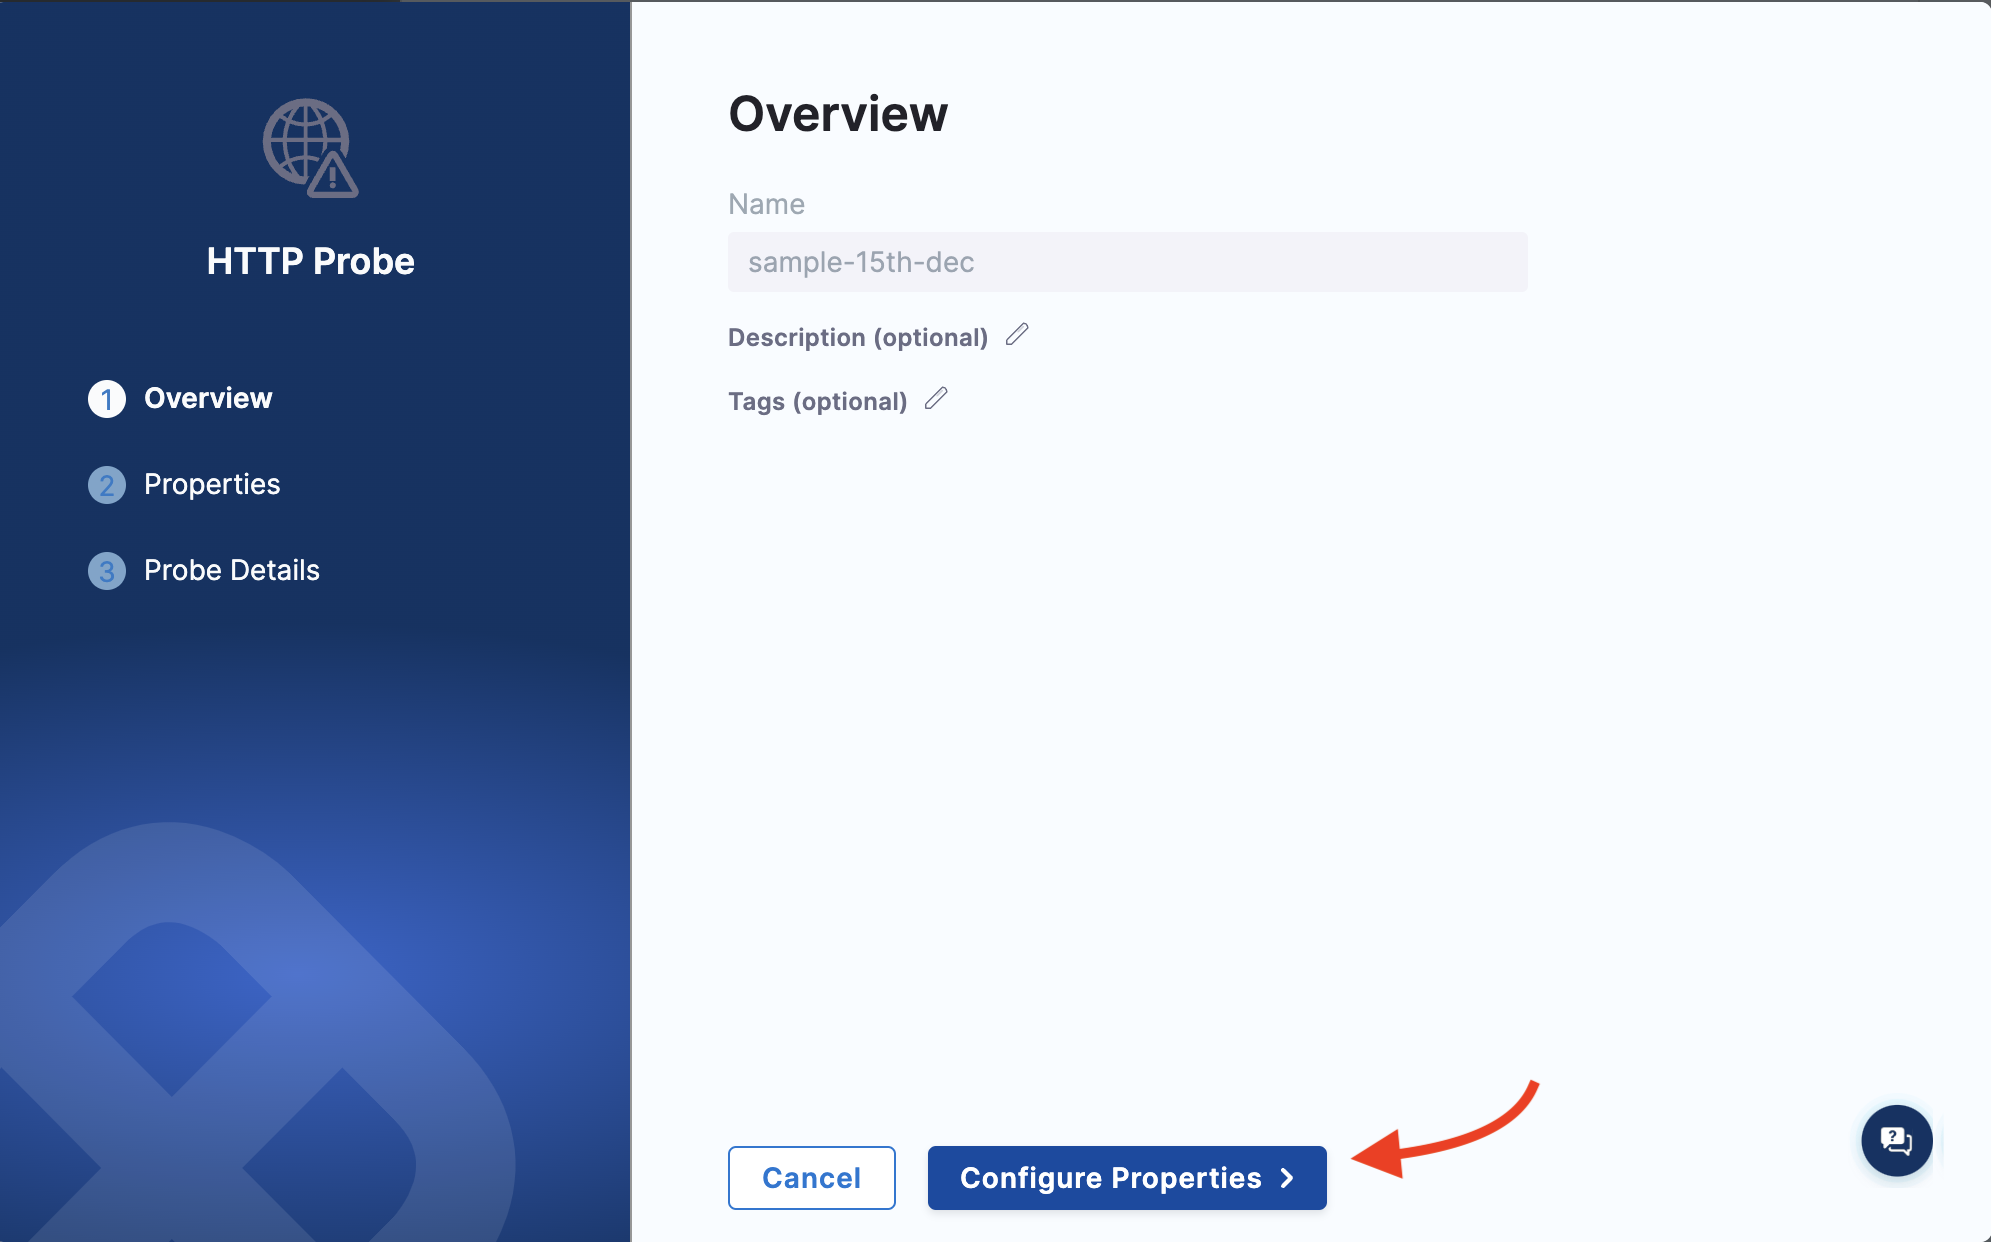 HTTP Probe
1 Overview
2 Properties
3 Probe Details
Overview
Name
sample-15th-dec
Description (optional)
Tags (optional)
Cancel
Configure Properties
?